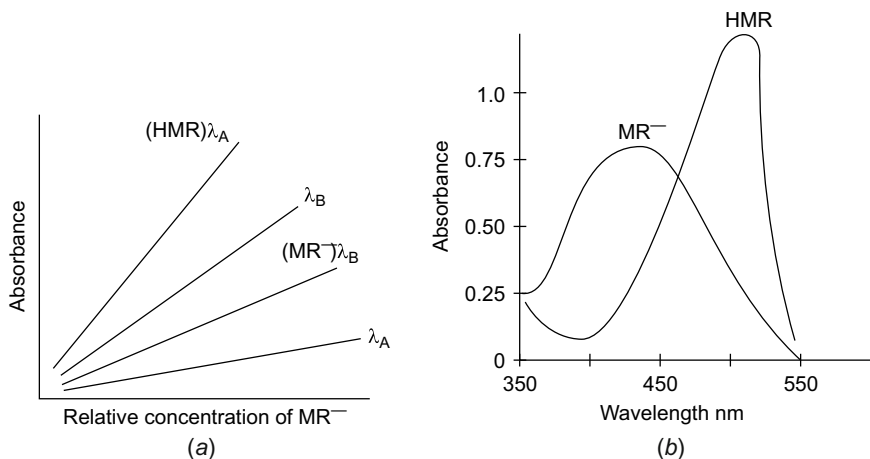 Absorbance
(HMR)λA
λB
(MR—)λB
λA
Relative concentration of MR—
(a)
HMR
MR—
Absorbance
1.0
0.75
0.50
0.25
0
350
450
550
Wavelength nm
(b)